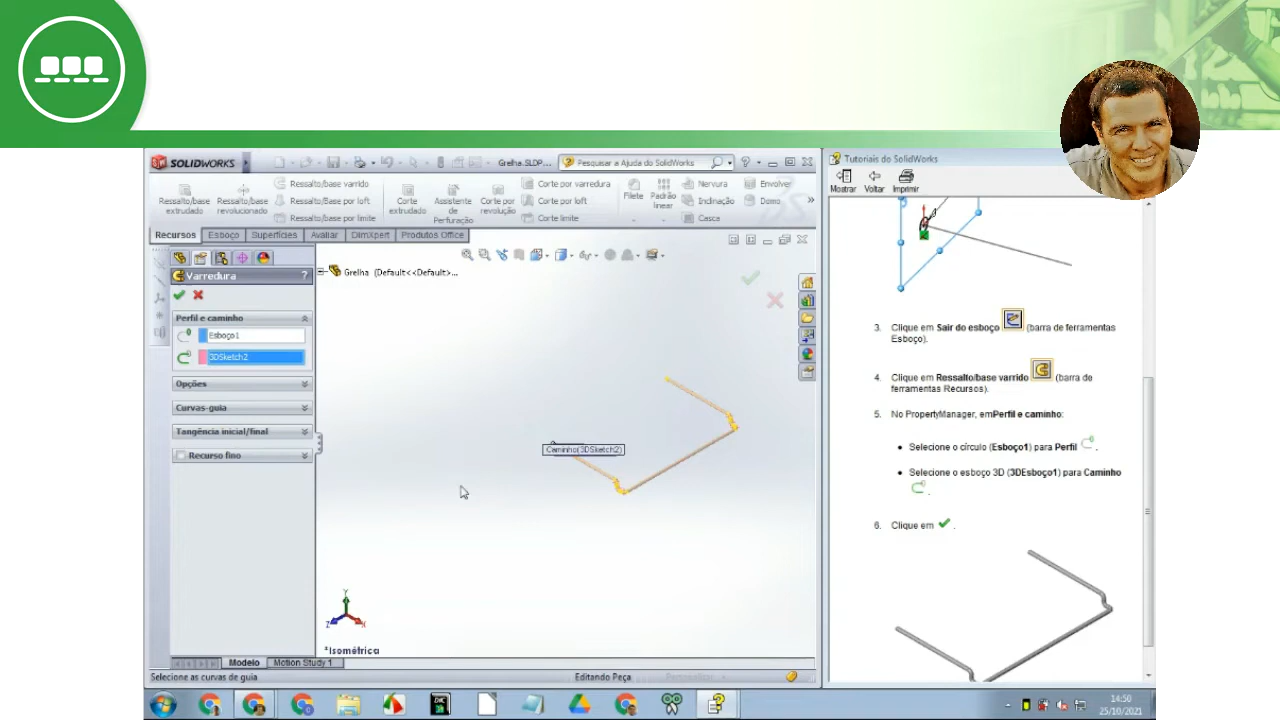 SOLIDWORKS
Grelha.SLDP...
Pesquisar a Ajuda do SolidWorks
Ressalto/base extrudado
Ressalto/base revolucionado
Ressalto/base varrido
Ressalto/base por loft
Ressalto/base por limite
Corte extrudado
Assistente de Perfuração
Corte por revolução
Corte por varredura
Corte por loft
Corte limite
Filete
Padrão linear
Nervura
Inclinação
Casca
Envolver
Domo
Recursos
Esboço
Superfícies
Avaliar
DimXpert
Produtos Office
Varredura
?
Grelha (Default<<Default>...
Perfil e caminho
Esboço1
3DSketch2
Opções
Curvas-guia
Tangência inicial/final
Recurso fino
Caminho(3DSketch2)
Y
Z
X
*Isométrica
Modelo
Motion Study 1
Selecione as curvas de guia
Editando Peça
Tutoriais do SolidWorks
Mostrar
Voltar
Imprimir
3. Clique em Sair do esboço (barra de ferramentas
Esboço).
4. Clique em Ressalto/base varrido (barra de
ferramentas Recursos).
5. No PropertyManager, emPerfil e caminho:
• Selecione o círculo (Esboço1) para Perfil .
• Selecione o esboço 3D (3DEsboço1) para Caminho
.
6. Clique em .
14:50
25/10/2021